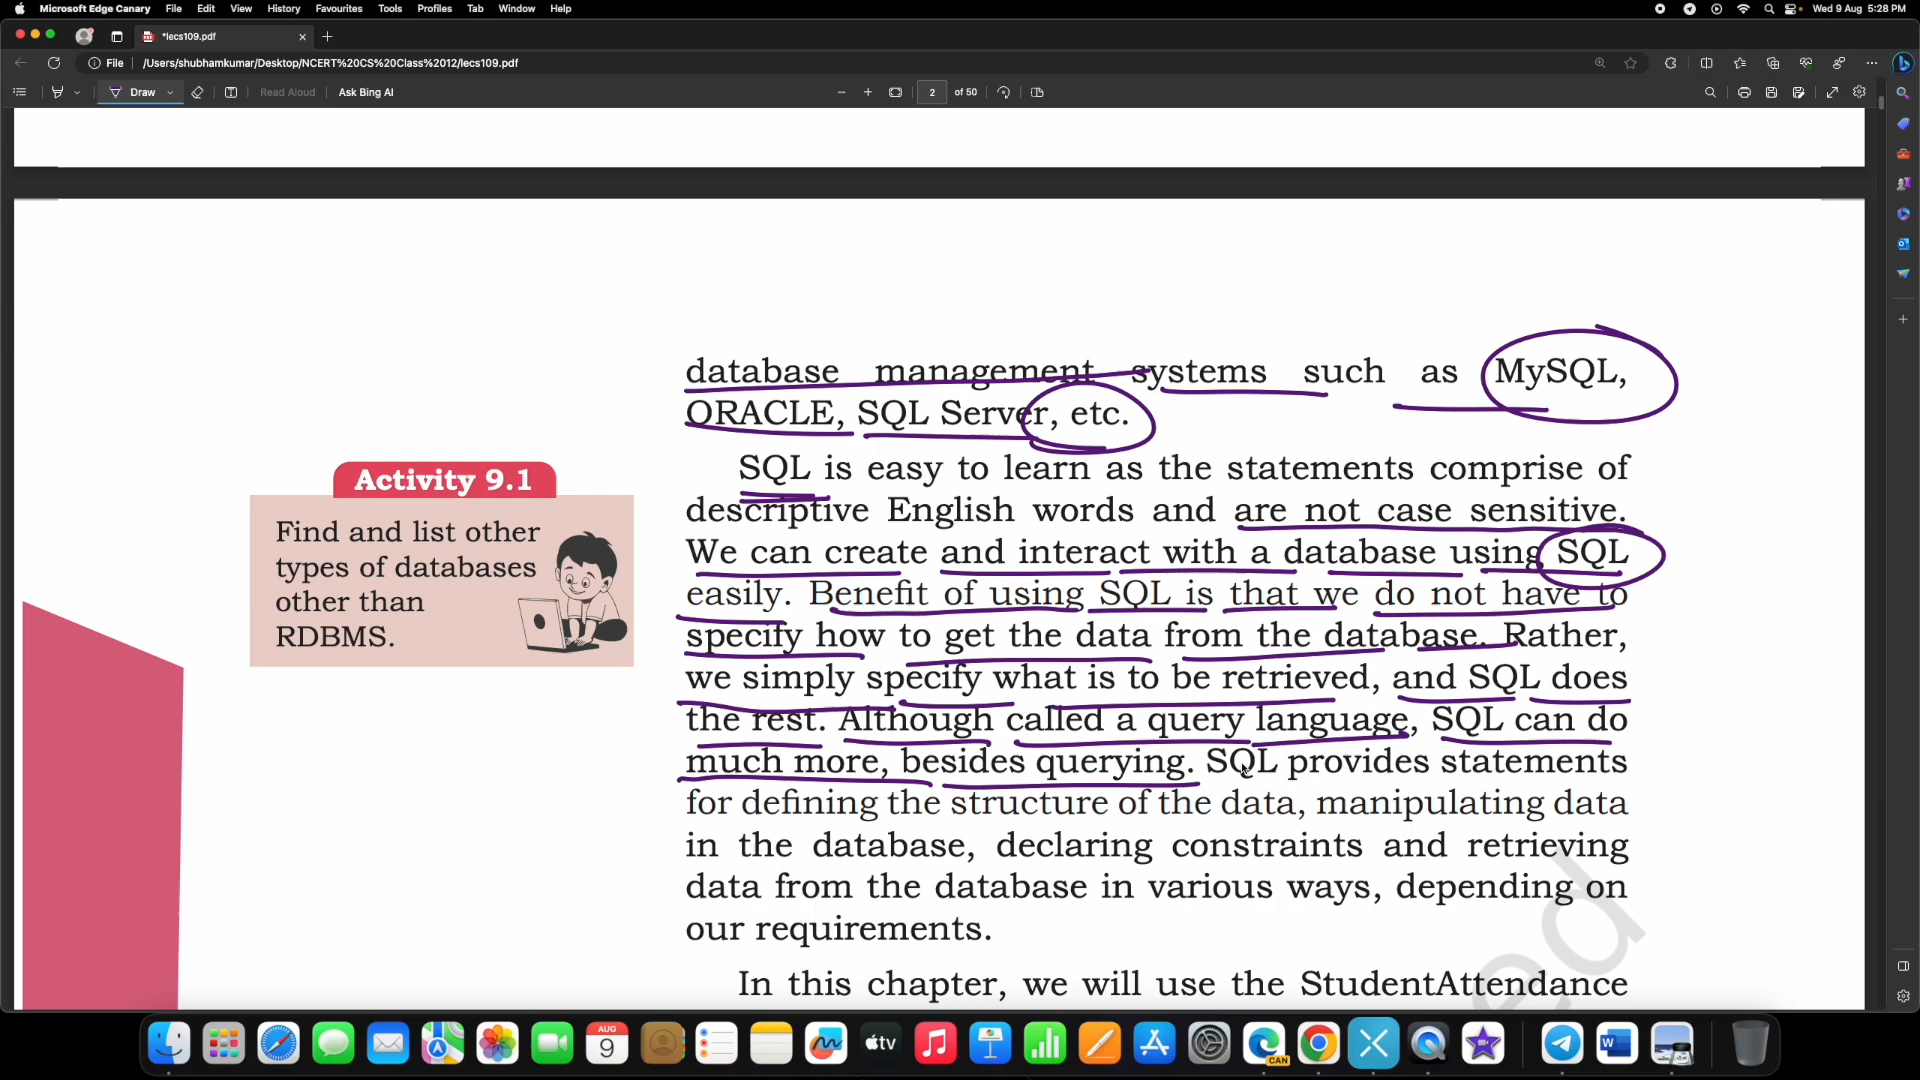 Microsoft Edge Canary File Edit View History Favourites Tools Profiles Tab Window Help Wed 9 Aug 5:28 PM
*lecs109.pdf
File /Users/shubhamkumar/Desktop/NCERT%20CS%20Class%2012/lecs109.pdf
Draw Read Aloud Ask Bing AI 2 of 50
database management systems such as MySQL,
ORACLE, SQL Server, etc.
SQL is easy to learn as the statements comprise of
descriptive English words and are not case sensitive.
We can create and interact with a database using SQL
easily. Benefit of using SQL is that we do not have to
specify how to get the data from the database. Rather,
we simply specify what is to be retrieved, and SQL does
the rest. Although called a query language, SQL can do
much more, besides querying. SQL provides statements
for defining the structure of the data, manipulating data
in the database, declaring constraints and retrieving
data from the database in various ways, depending on
our requirements.
In this chapter, we will use the StudentAttendance
Activity 9.1
Find and list other
types of databases
other than
RDBMS.
ed
AUG
9
tv
CAN
W